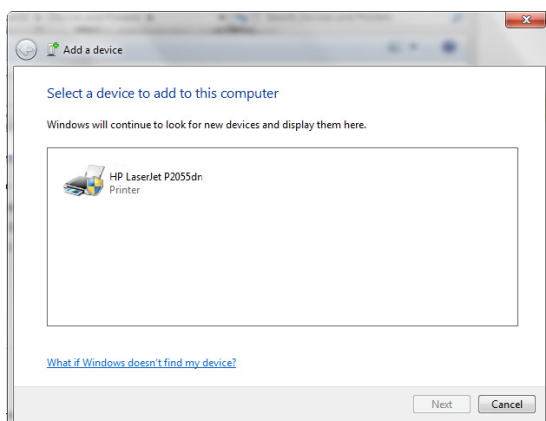 Add a device
Select a device to add to this computer
Windows will continue to look for new devices and display them here.
HP LaserJet P2055dn
Printer
What if Windows doesn't find my device?
Next
Cancel